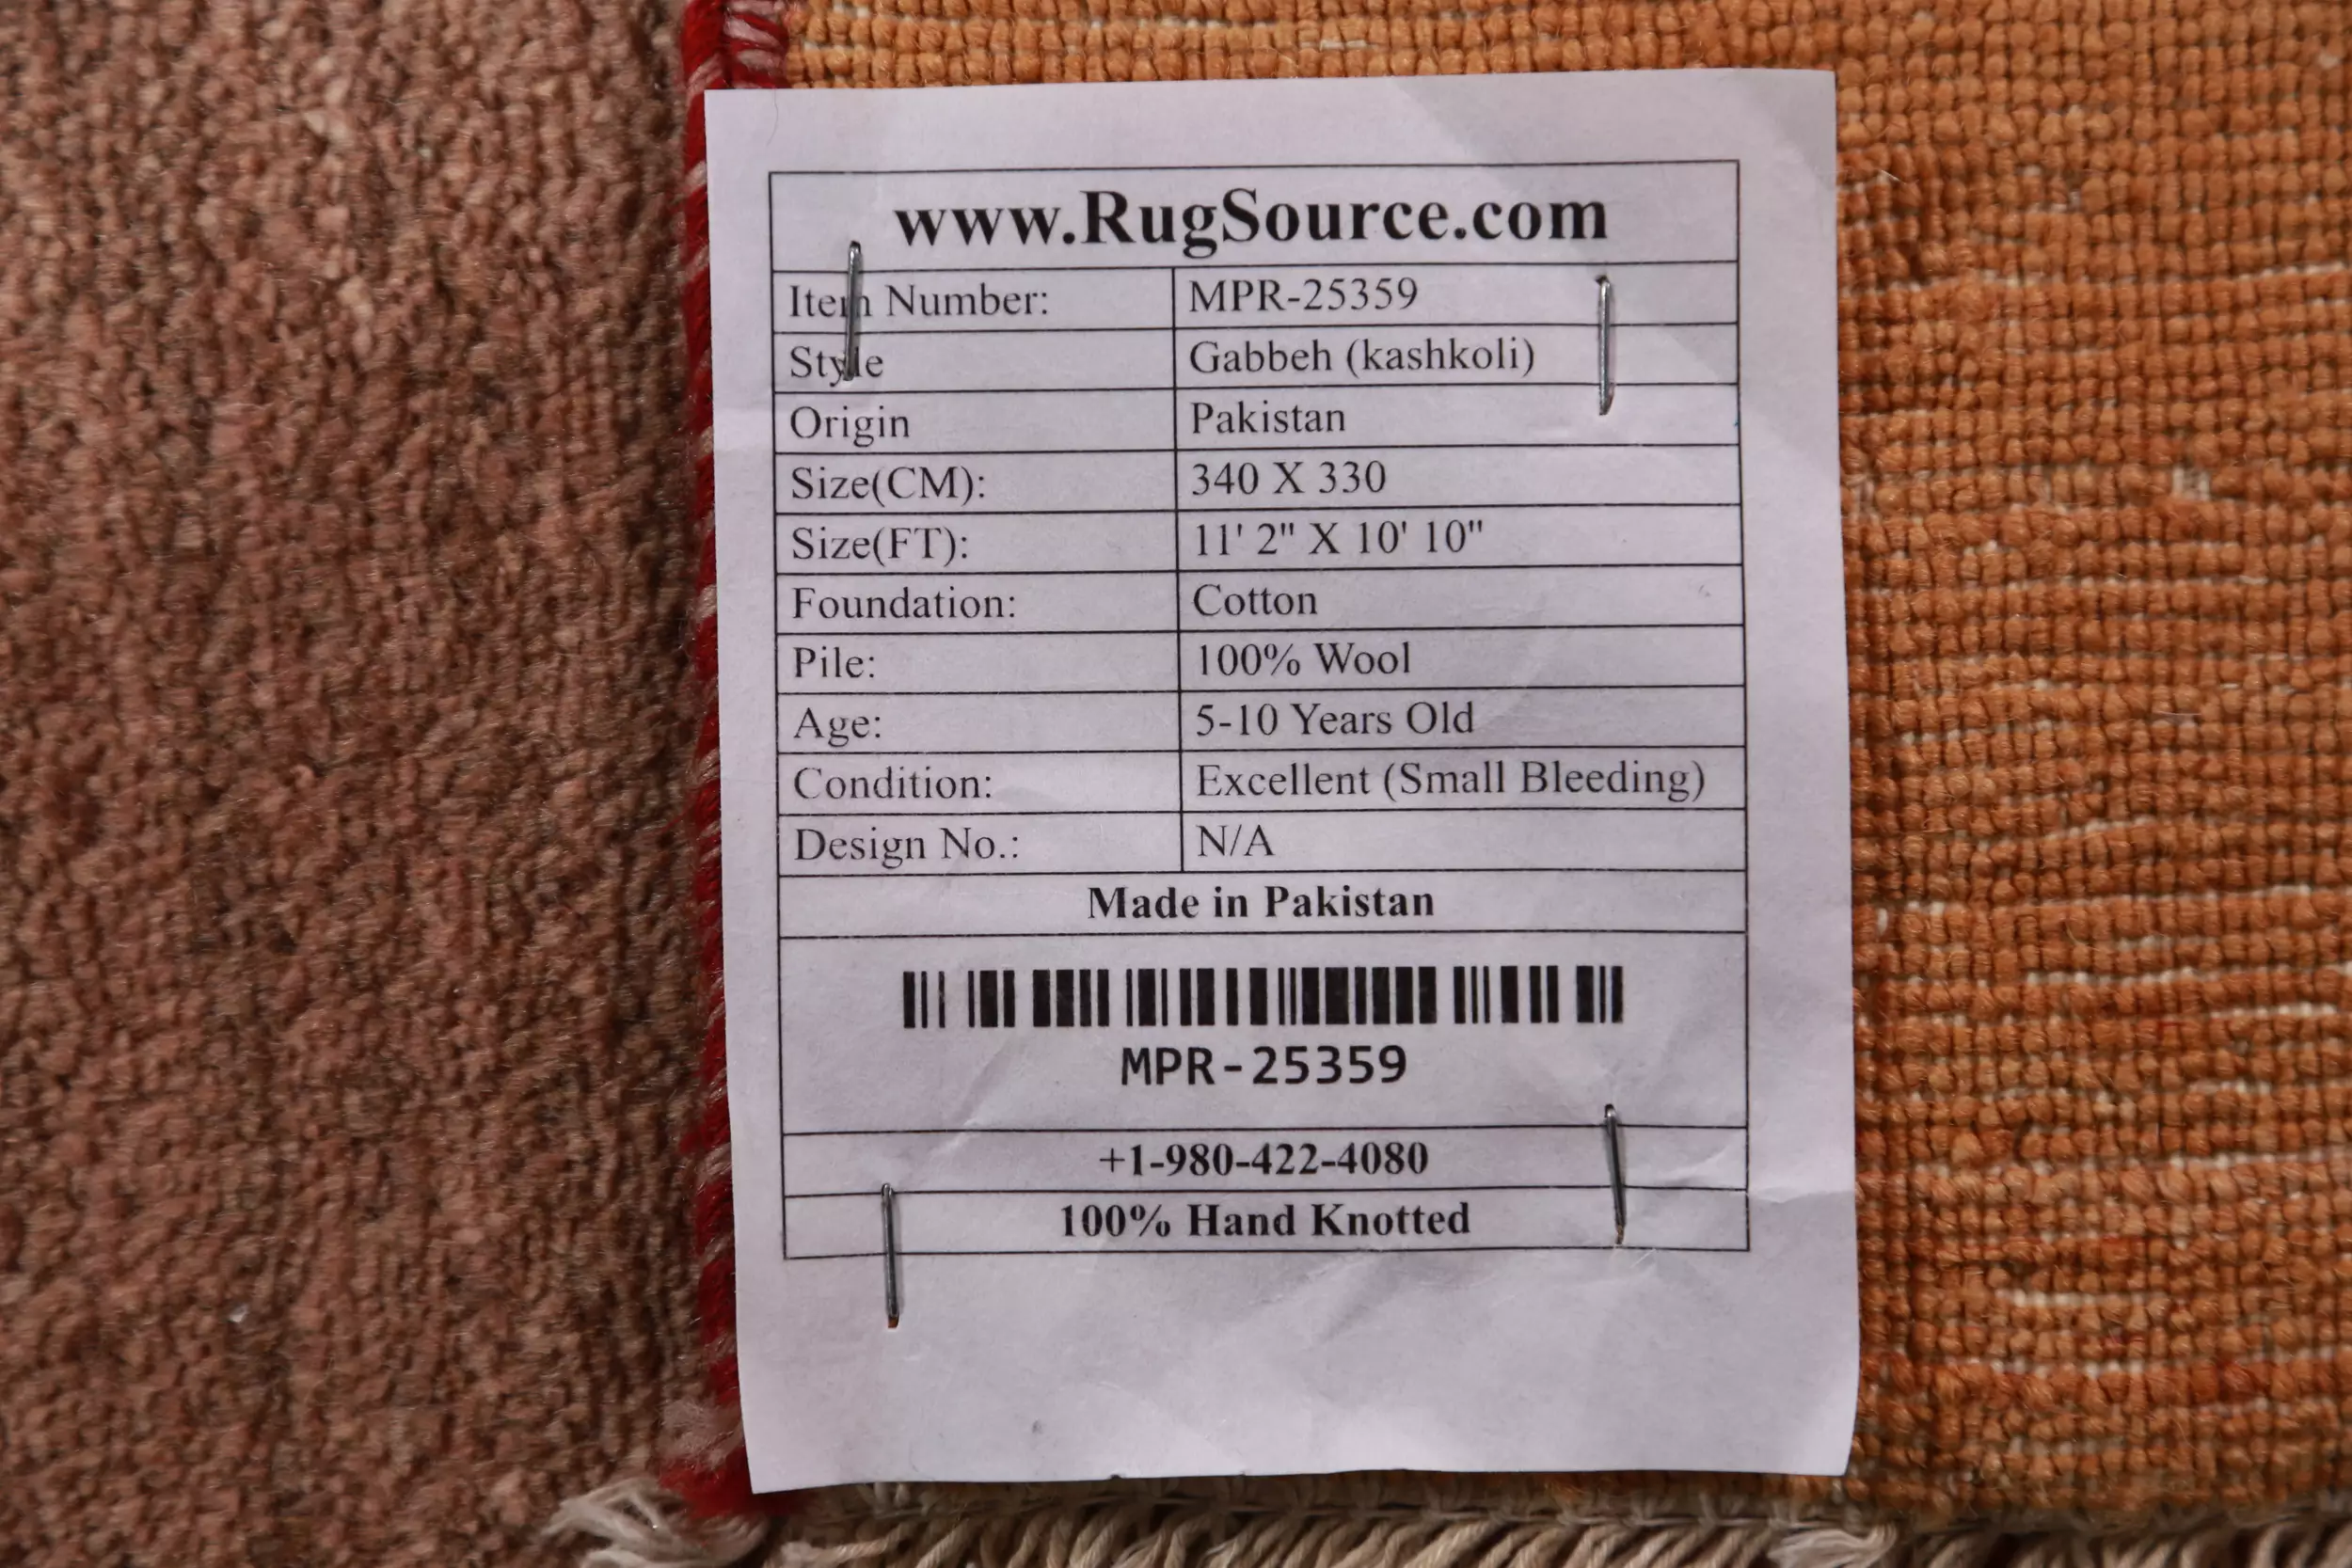 www.RugSource.com
Item Number: MPR-25359
Style Gabbeh (kashkoli)
Origin Pakistan
Size(CM): 340 X 330
Size(FT): 11' 2" X 10' 10"
Foundation: Cotton
Pile: 100% Wool
Age: 5-10 Years Old
Condition: Excellent (Small Bleeding)
Design No.: N/A
Made in Pakistan
MPR-25359
+1-980-422-4080
100% Hand Knotted